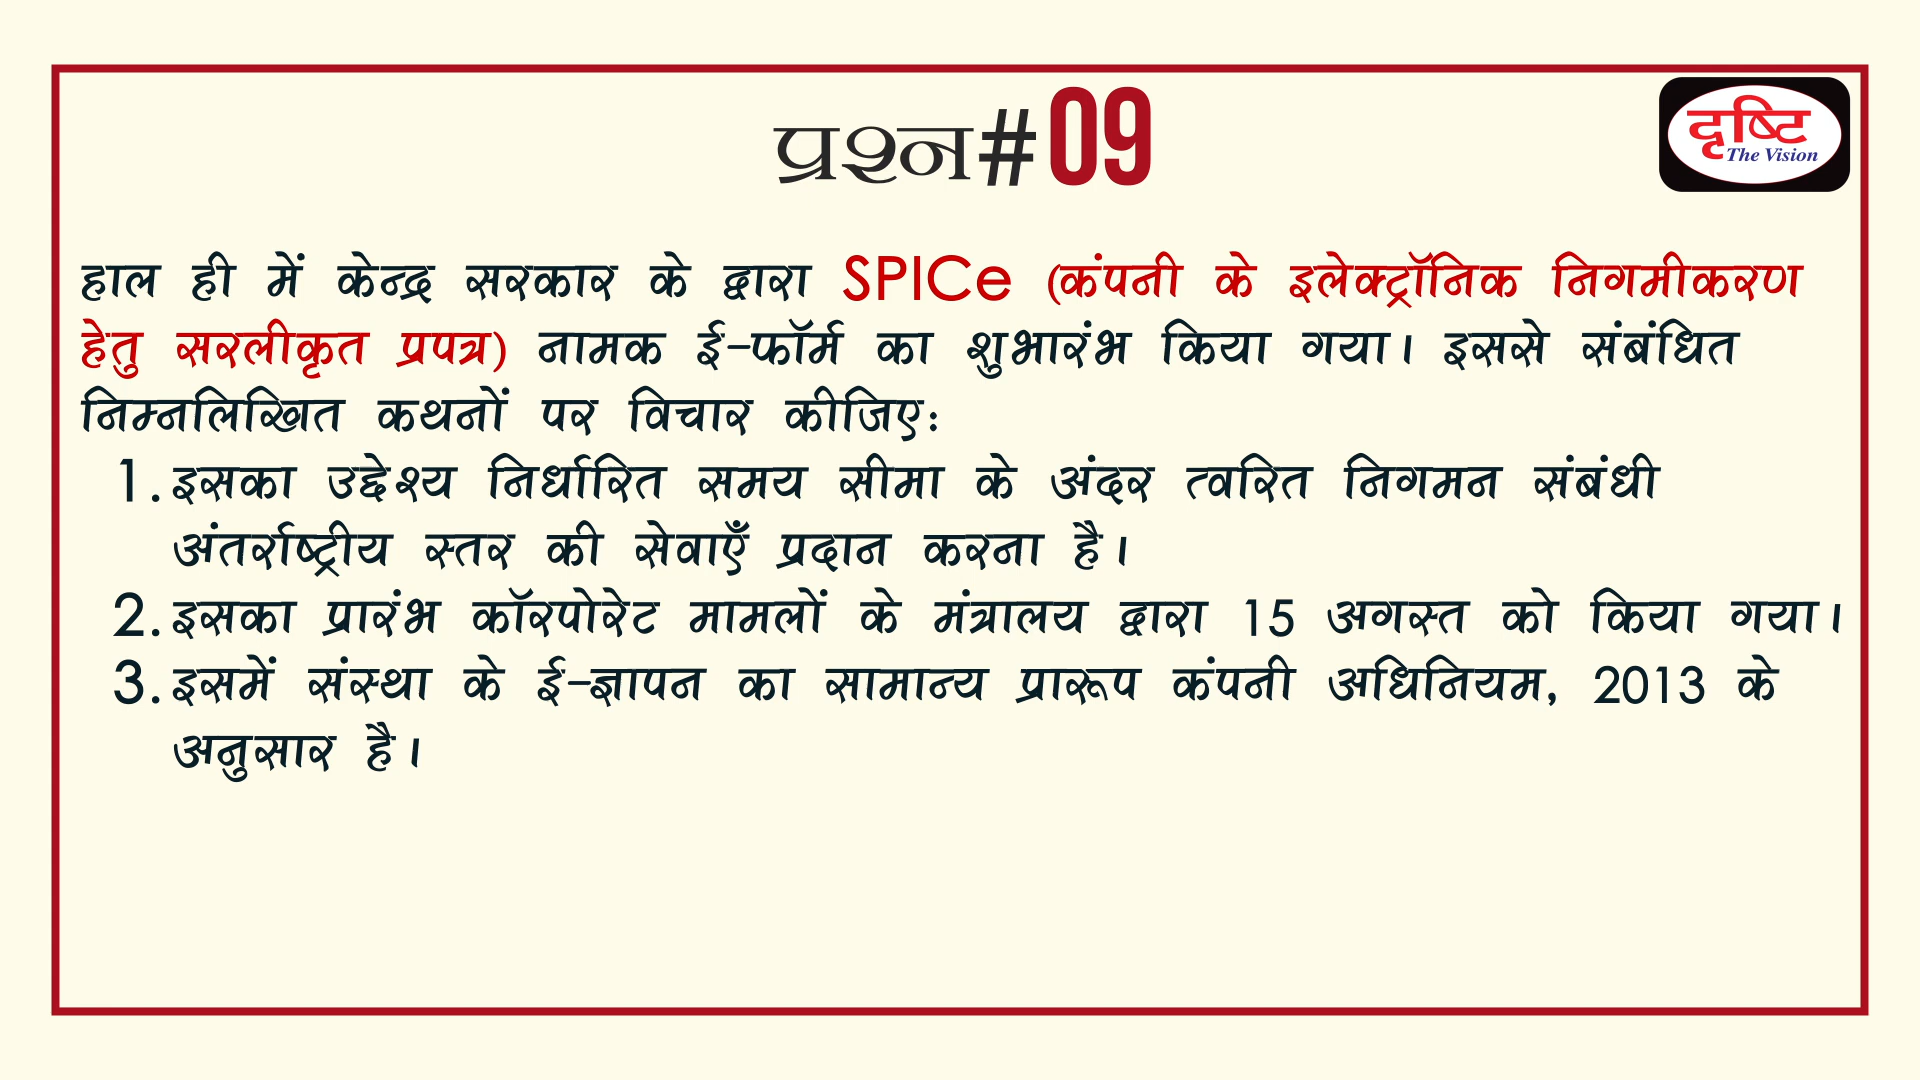 प्रश्न#09
दृष्टि
The Vision
हाल ही में केन्द्र सरकार के द्वारा SPICe (कंपनी के इलेक्ट्रॉनिक निगमीकरण
हेतु सरलीकृत प्रपत्र) नामक ई-फॉर्म का शुभारंभ किया गया। इससे संबंधित
निम्नलिखित कथनों पर विचार कीजिए:
1. इसका उद्देश्य निर्धारित समय सीमा के अंदर त्वरित निगमन संबंधी
अंतर्राष्ट्रीय स्तर की सेवाएँ प्रदान करना है।
2. इसका प्रारंभ कॉरपोरेट मामलों के मंत्रालय द्वारा 15 अगस्त को किया गया।
3. इसमें संस्था के ई-ज्ञापन का सामान्य प्रारूप कंपनी अधिनियम, 2013 के
अनुसार है।